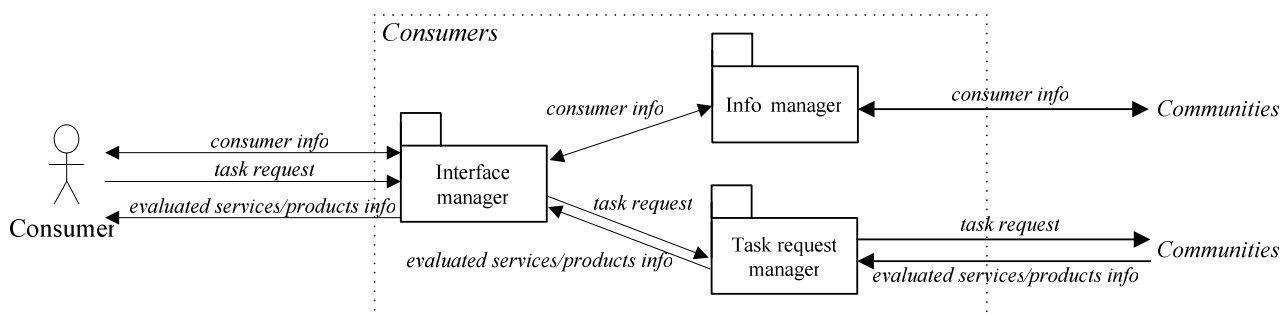 Consumers
Info manager
consumer info
consumer info
Communities
consumer info
task request
evaluated services/products info
Consumer
Interface
manager
task request
evaluated services/products info
Task request
manager
task request
evaluated services/products info
Communities